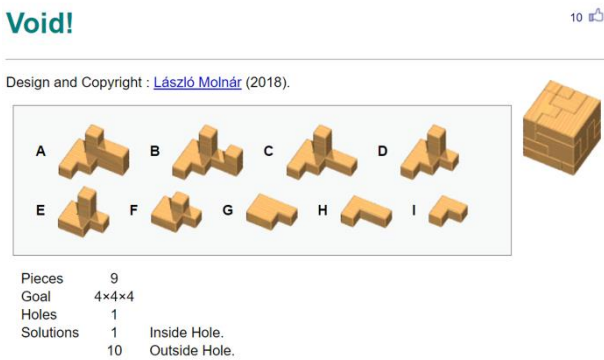 Void!
10
Design and Copyright : László Molnár (2018).
A B C D
E F G H I
Pieces 9
Goal 4×4×4
Holes 1
Solutions 1 Inside Hole.
10 Outside Hole.